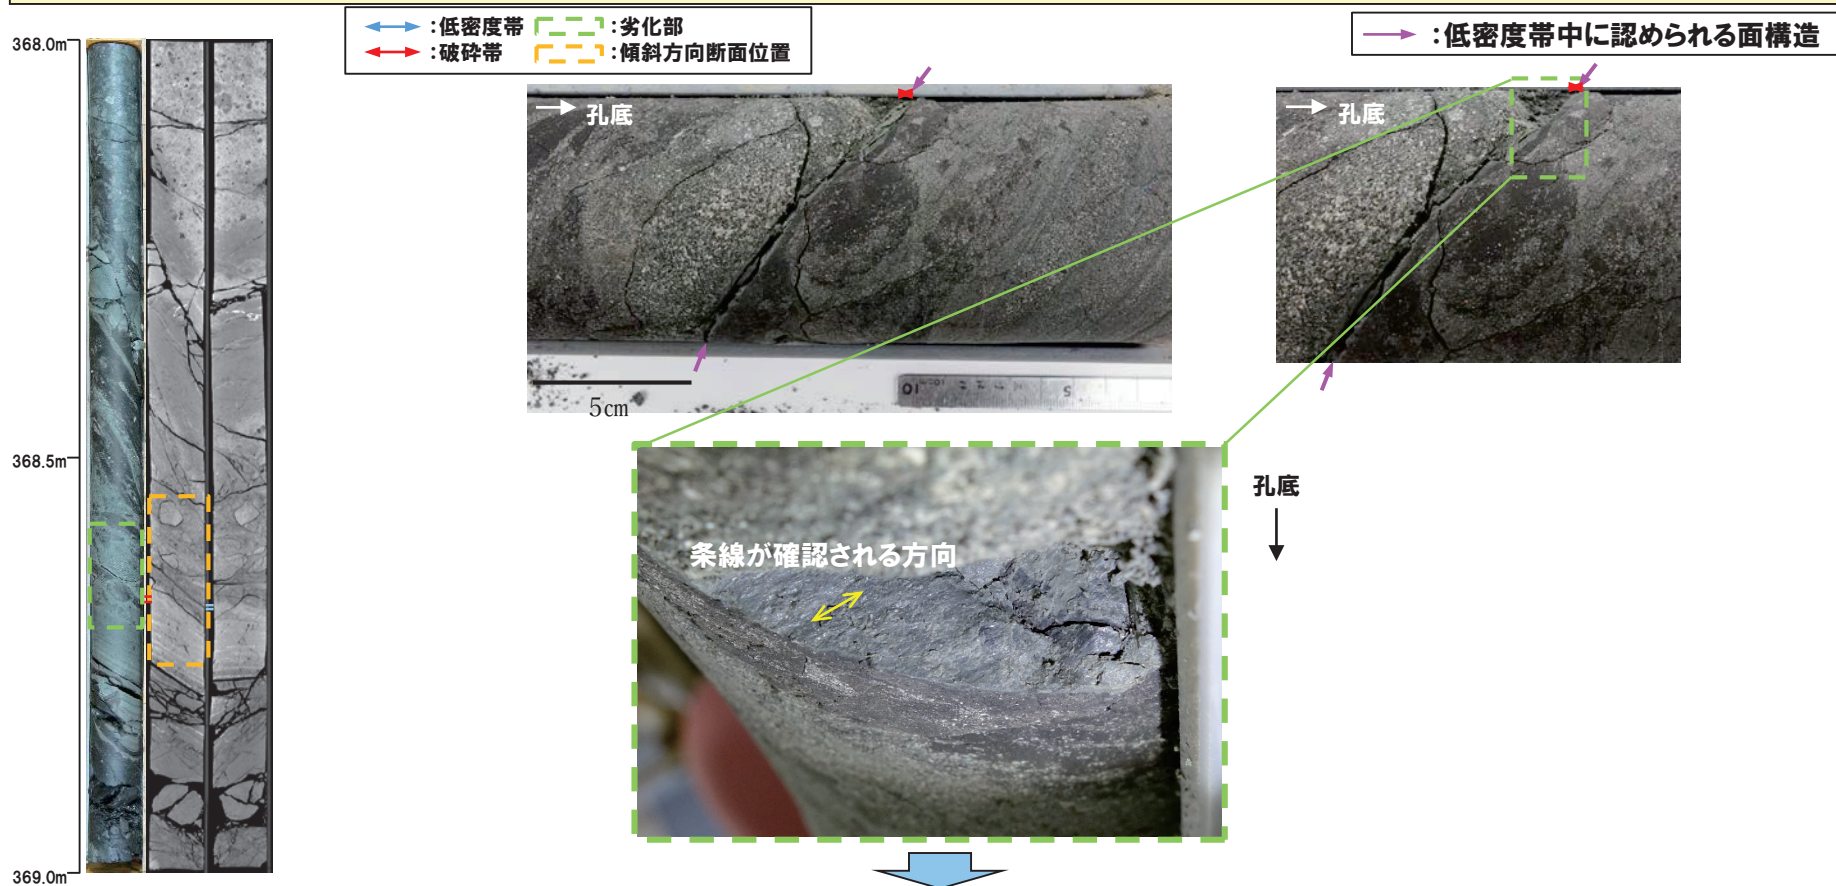 368.0m
368.5m
369.0m
:低密度帯
:劣化部
:破砕帯
:傾斜方向断面位置
:低密度帯中に認められる面構造
孔底
5cm
10
5
孔底
条線が確認される方向
孔底